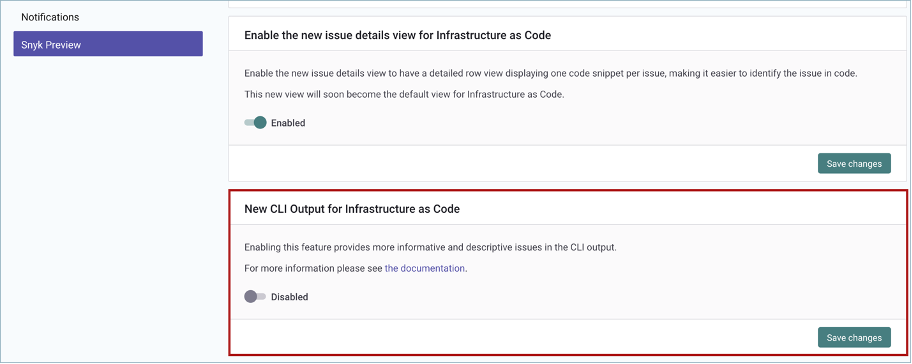 Notifications
Snyk Preview
Enable the new issue details view for Infrastructure as Code
Enable the new issue details view to have a detailed row view displaying one code snippet per issue, making it easier to identify the issue in code.
This new view will soon become the default view for Infrastructure as Code.
Enabled
Save changes
New CLI Output for Infrastructure as Code
Enabling this feature provides more informative and descriptive issues in the CLI output.
For more information please see the documentation.
Disabled
Save changes